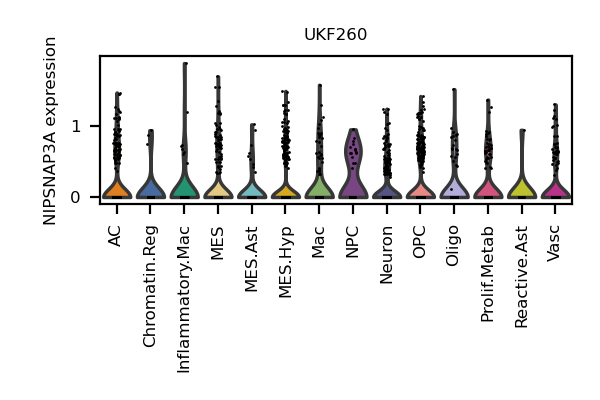 UKF260
NIPSNAP3A expression
1
0
AC
Chromatin.Reg
Inflammatory.Mac
MES
MES.Ast
MES.Hyp
Mac
NPC
Neuron
OPC
Oligo
Prolif.Metab
Reactive.Ast
Vasc